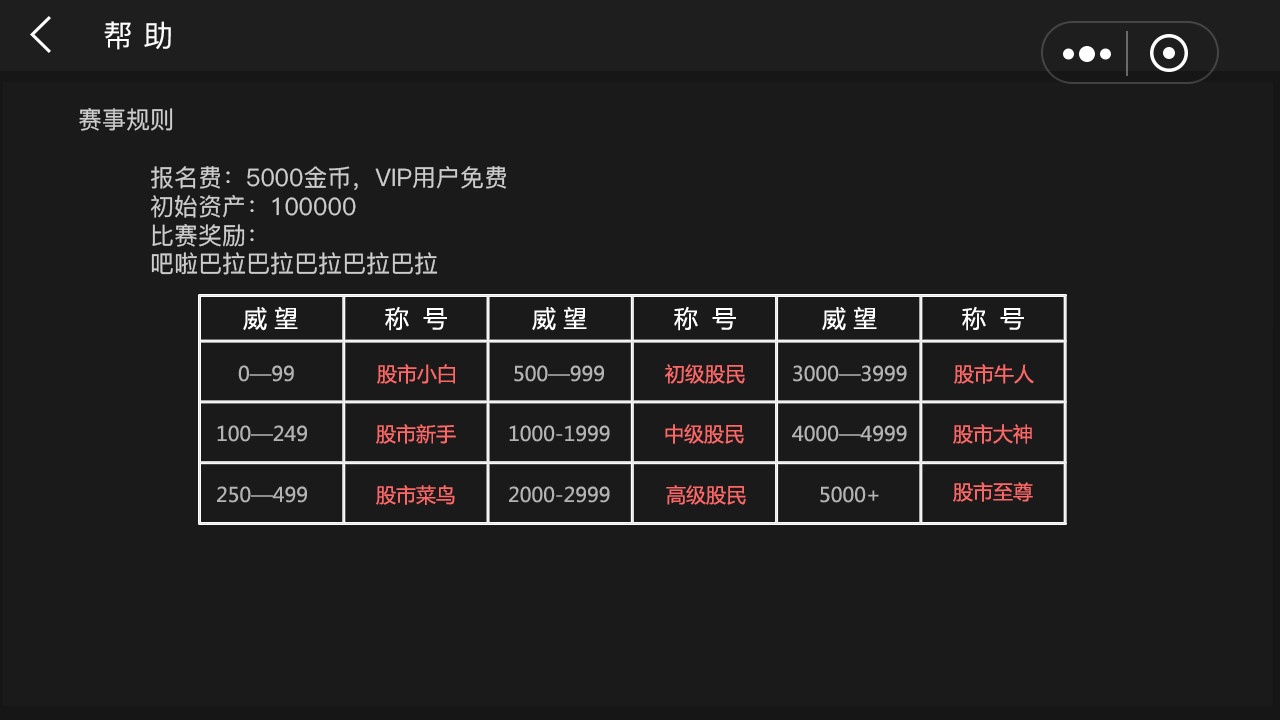 帮助
赛事规则
报名费：5000金币，VIP用户免费
初始资产：100000
比赛奖励：
吧啦巴拉巴拉巴拉巴拉巴拉
威望 称号 威望 称号 威望 称号
0—99 股市小白 500—999 初级股民 3000—3999 股市牛人
100—249 股市新手 1000-1999 中级股民 4000—4999 股市大神
250—499 股市菜鸟 2000-2999 高级股民 5000+ 股市至尊